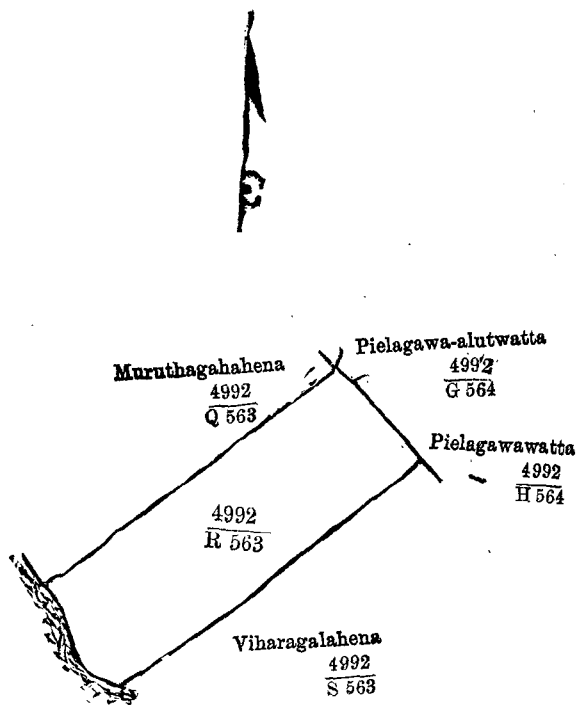 Pielagawa-alutwatta
4992
G 564
Muruthagahahena
4992
Q 563
Pielagawawatta
4992
H 564
4992
R 563
Viharagalahena
4992
S 563